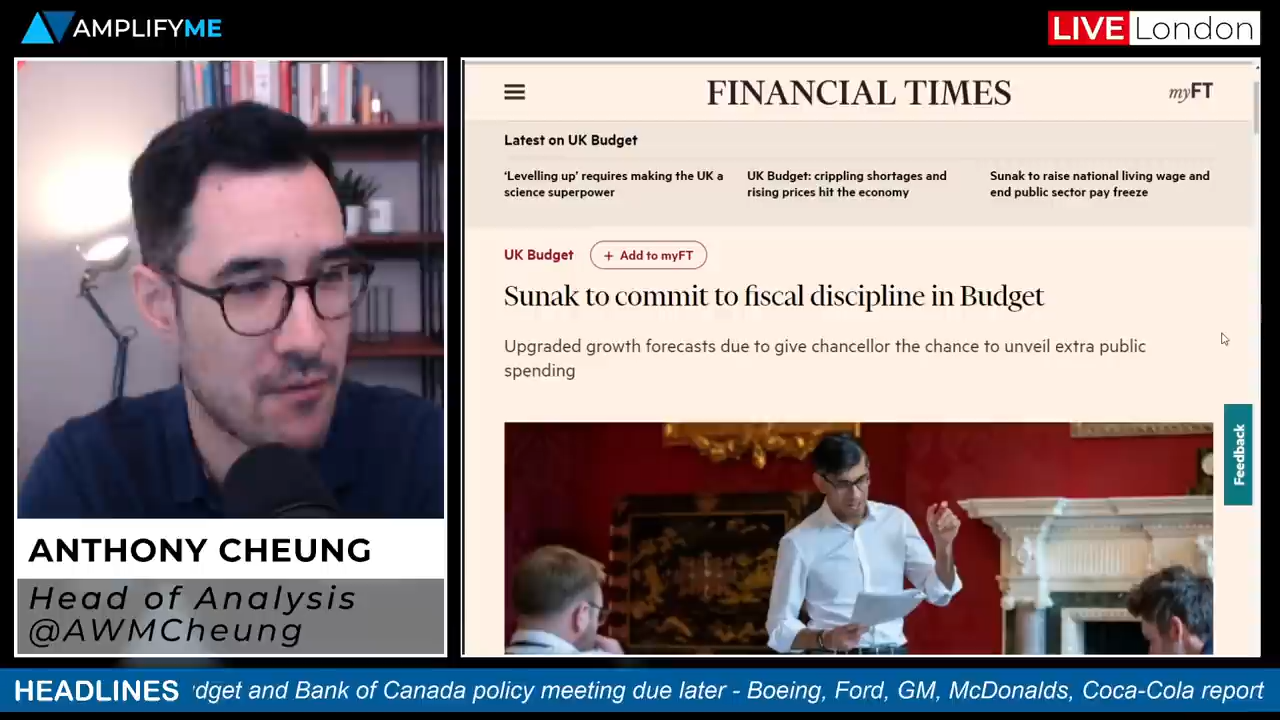 AMPLIFYME
LIVE London
FINANCIAL TIMES
myFT
Latest on UK Budget
‘Levelling up’ requires making the UK a
science superpower
UK Budget: crippling shortages and
rising prices hit the economy
Sunak to raise national living wage and
end public sector pay freeze
UK Budget
+ Add to myFT
Sunak to commit to fiscal discipline in Budget
Upgraded growth forecasts due to give chancellor the chance to unveil extra public
spending
Feedback
ANTHONY CHEUNG
Head of Analysis
@AWMCheung
HEADLINES
dget and Bank of Canada policy meeting due later - Boeing, Ford, GM, McDonalds, Coca-Cola report